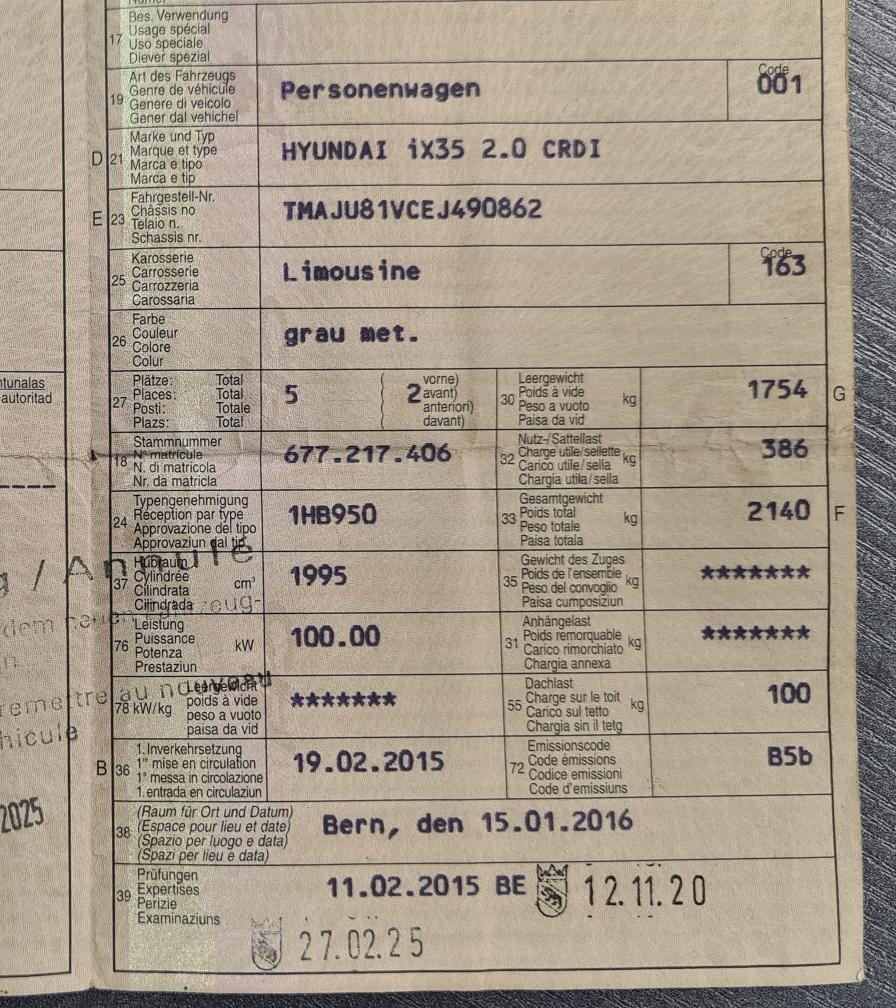 17 Bes. Verwendung
Usage spécial
Uso speciale
Diever spezial
19 Art des Fahrzeugs
Genre de véhicule
Genere di veicolo
Gener dal vehichel
Personenwagen
Code
001
D 21 Marke und Typ
Marque et type
Marca e tipo
Marca e tip
HYUNDAI iX35 2.0 CRDI
E 23 Fahrgestell-Nr.
Châssis no
Telaio n.
Schassis nr.
TMAJU81VCEJ490862
25 Karosserie
Carrosserie
Carrozzeria
Carossaria
Limousine
Code
163
26 Farbe
Couleur
Colore
Colur
grau met.
tunalas
autoritad
27 Plätze: Total
Places: Total
Posti: Totale
Plazs: Total
5
2 vorne)
avant)
anteriori)
davant)
30 Leergewicht
Poids à vide
Peso a vuoto
Paisa da vid
kg
1754 G
18 Stammnummer
N° matricule
N. di matricola
Nr. da matricla
677.217.406
32 Nutz-/Sattellast
Charge utile/sellette
Carico utile/sella
Chargia utila/sella
kg
386
24 Typengenehmigung
Réception par type
Approvazione del tipo
Approvaziun dal tip
1HB950
33 Gesamtgewicht
Poids total
Peso totale
Paisa totala
kg
2140 F
g / Annulé
37 Hubraum
Cylindrée
Cilindrata
Cilindrada
cm³
1995
35 Gewicht des Zuges
Poids de l'ensemble
Peso del convoglio
Paisa cumposiziun
kg
*******
dem neuen Fahrzeug-
76 Leistung
Puissance
Potenza
Prestaziun
kW
100.00
31 Anhängelast
Poids remorquable
Carico rimorchiato
Chargia annexa
kg
*******
remettre au nouveau
hicule
78 kW/kg Leergewicht
poids à vide
peso a vuoto
paisa da vid
*******
55 Dachlast
Charge sur le toit
Carico sul tetto
Chargia sin il tetg
kg
100
B 36 1. Inverkehrsetzung
1re mise en circulation
1a messa in circolazione
1. entrada en circulaziun
19.02.2015
72 Emissionscode
Code émissions
Codice emissioni
Code d'emissiuns
B5b
2025
38 (Raum für Ort und Datum)
(Espace pour lieu et date)
(Spazio per luogo e data)
(Spazi per lieu e data)
Bern, den 15.01.2016
39 Prüfungen
Expertises
Perizie
Examinaziuns
11.02.2015 BE 12.11.20
27.02.25